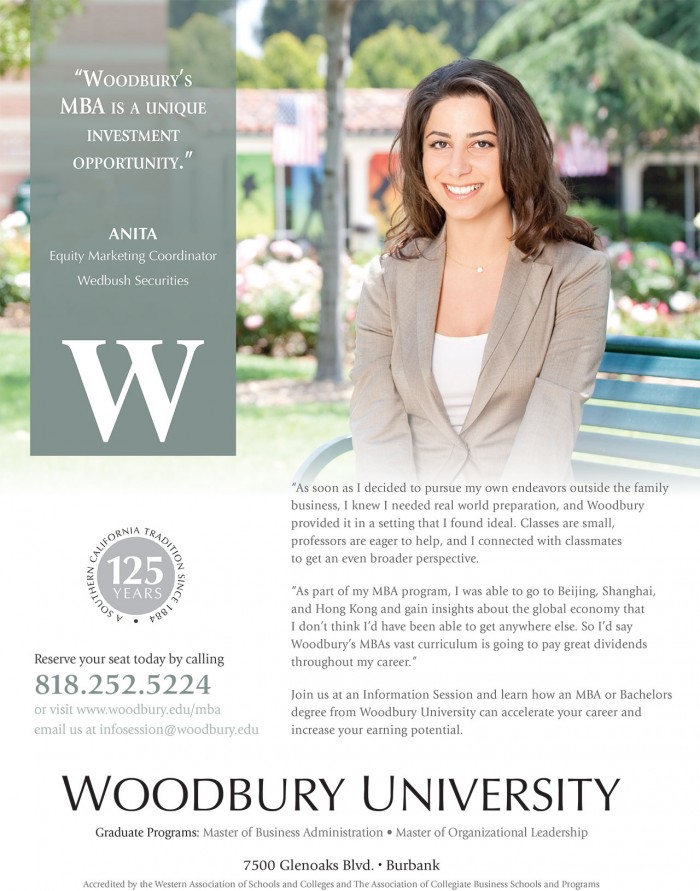 “Woodbury’s
MBA is a unique
investment
opportunity.”
ANITA
Equity Marketing Coordinator
Wedbush Securities
W
“As soon as I decided to pursue my own endeavors outside the family
business, I knew I needed real world preparation, and Woodbury
provided it in a setting that I found ideal. Classes are small,
professors are eager to help, and I connected with classmates
to get an even broader perspective.
“As part of my MBA program, I was able to go to Beijing, Shanghai,
and Hong Kong and gain insights about the global economy that
I don’t think I’d have been able to get anywhere else. So I’d say
Woodbury’s MBAs vast curriculum is going to pay great dividends
throughout my career.”
Join us at an Information Session and learn how an MBA or Bachelors
degree from Woodbury University can accelerate your career and
increase your earning potential.
A SOUTHERN CALIFORNIA TRADITION SINCE 1884 •
125
YEARS
Reserve your seat today by calling
818.252.5224
or visit www.woodbury.edu/mba
email us at infosession@woodbury.edu
Woodbury University
Graduate Programs: Master of Business Administration • Master of Organizational Leadership
7500 Glenoaks Blvd. • Burbank
Accredited by the Western Association of Schools and Colleges and The Association of Collegiate Business Schools and Programs